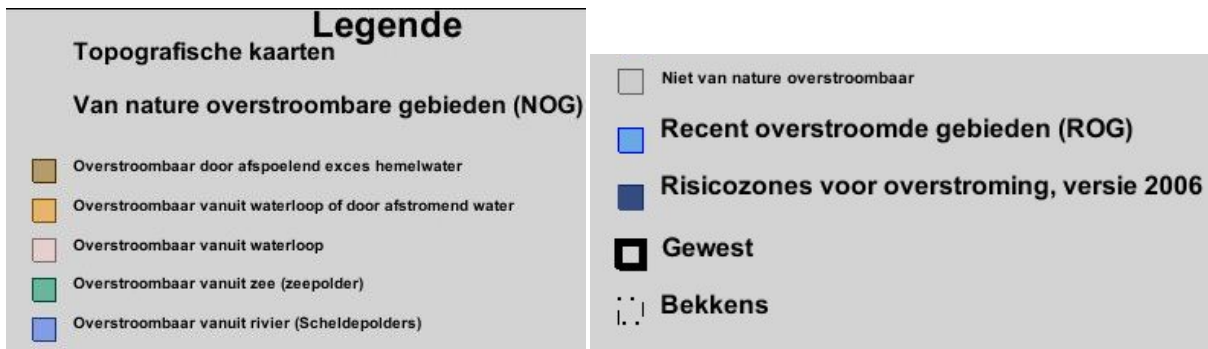 Legende
Topografische kaarten
Van nature overstroombare gebieden (NOG)
Overstroombaar door afspoelend exces hemelwater
Overstroombaar vanuit waterloop of door afstromend water
Overstroombaar vanuit waterloop
Overstroombaar vanuit zee (zeepolder)
Overstroombaar vanuit rivier (Scheldepolders)
Niet van nature overstroombaar
Recent overstroomde gebieden (ROG)
Risicozones voor overstroming, versie 2006
Gewest
Bekkens